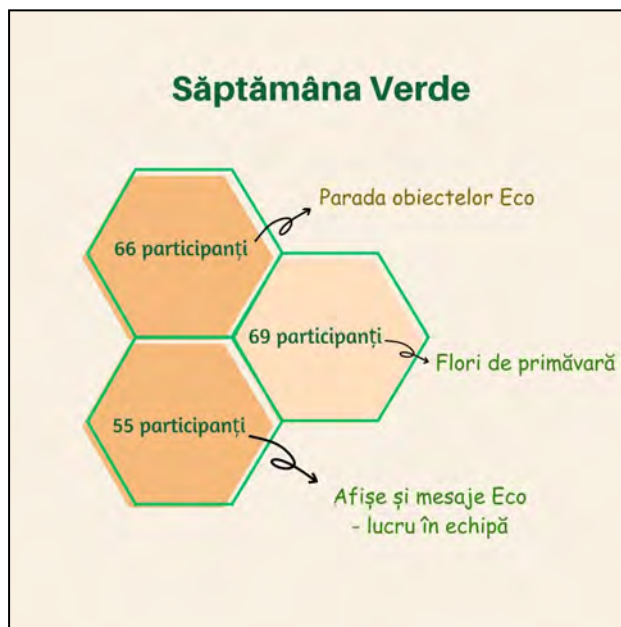 Săptămâna Verde
66 participanți
Parada obiectelor Eco
69 participanți
Flori de primăvară
55 participanți
Afișe și mesaje Eco
- lucru în echipă